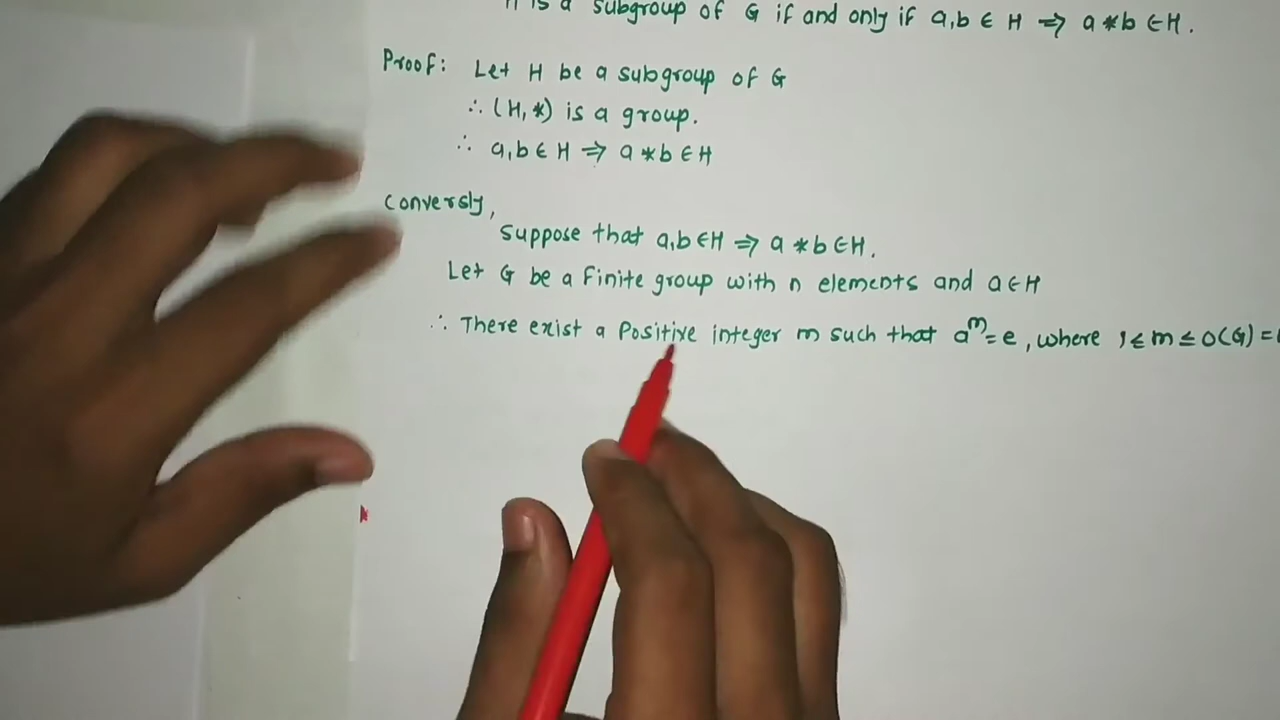 H is a subgroup of G if and only if a,b ∈ H ⇒ a * b ∈ H.
Proof: Let H be a subgroup of G
∴ (H, *) is a group.
∴ a,b ∈ H ⇒ a * b ∈ H
Conversly,
Suppose that a,b ∈ H ⇒ a * b ∈ H.
Let G be a finite group with n elements and a ∈ H
∴ There exist a Positive integer m such that a^m = e, where 1 ≤ m ≤ O(G) =